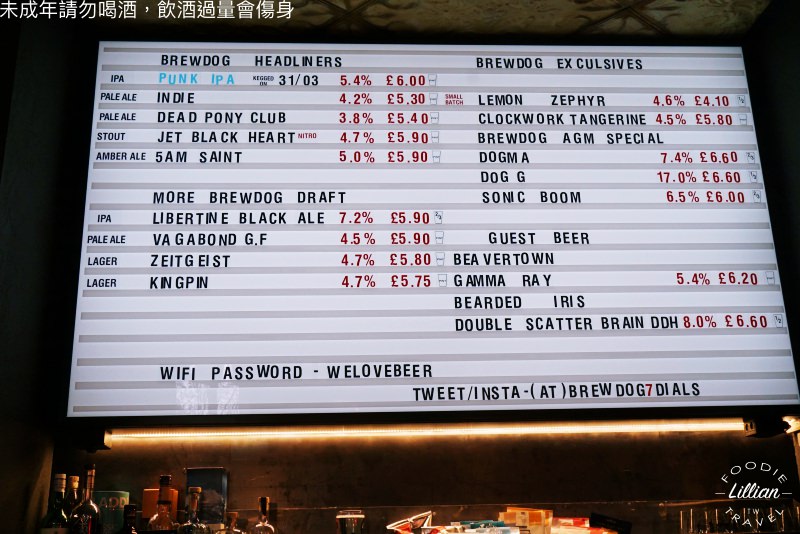 未成年請勿喝酒，飲酒過量會傷身
BREWDOG HEADLINERS
IPA PUNK IPA KEGGED ON 31/03 5.4% £6.00
PALE ALE INDIE 4.2% £5.30
PALE ALE DEAD PONY CLUB 3.8% £5.40
STOUT JET BLACK HEART NITRO 4.7% £5.90
AMBER ALE 5AM SAINT 5.0% £5.90
MORE BREWDOG DRAFT
IPA LIBERTINE BLACK ALE 7.2% £5.90 2/3
PALE ALE VAGABOND G.F 4.5% £5.90
LAGER ZEITGEIST 4.7% £5.80
LAGER KINGPIN 4.7% £5.75
BREWDOG EXCULSIVES
SMALL BATCH LEMON ZEPHYR 4.6% £4.10
CLOCKWORK TANGERINE 4.5% £5.80
BREWDOG AGM SPECIAL
DOGMA 7.4% £6.60
DOG G 17.0% £6.60
SONIC BOOM 6.5% £6.00
GUEST BEER
BEAVERTOWN
GAMMA RAY 5.4% £6.20
BEARDED IRIS
DOUBLE SCATTER BRAIN DDH 8.0% £6.60
WIFI PASSWORD - WELOVEBEER
TWEET/INSTA-(AT)BREWDOG7DIALS
FOODIE
Lillian
TW
TRAVEL